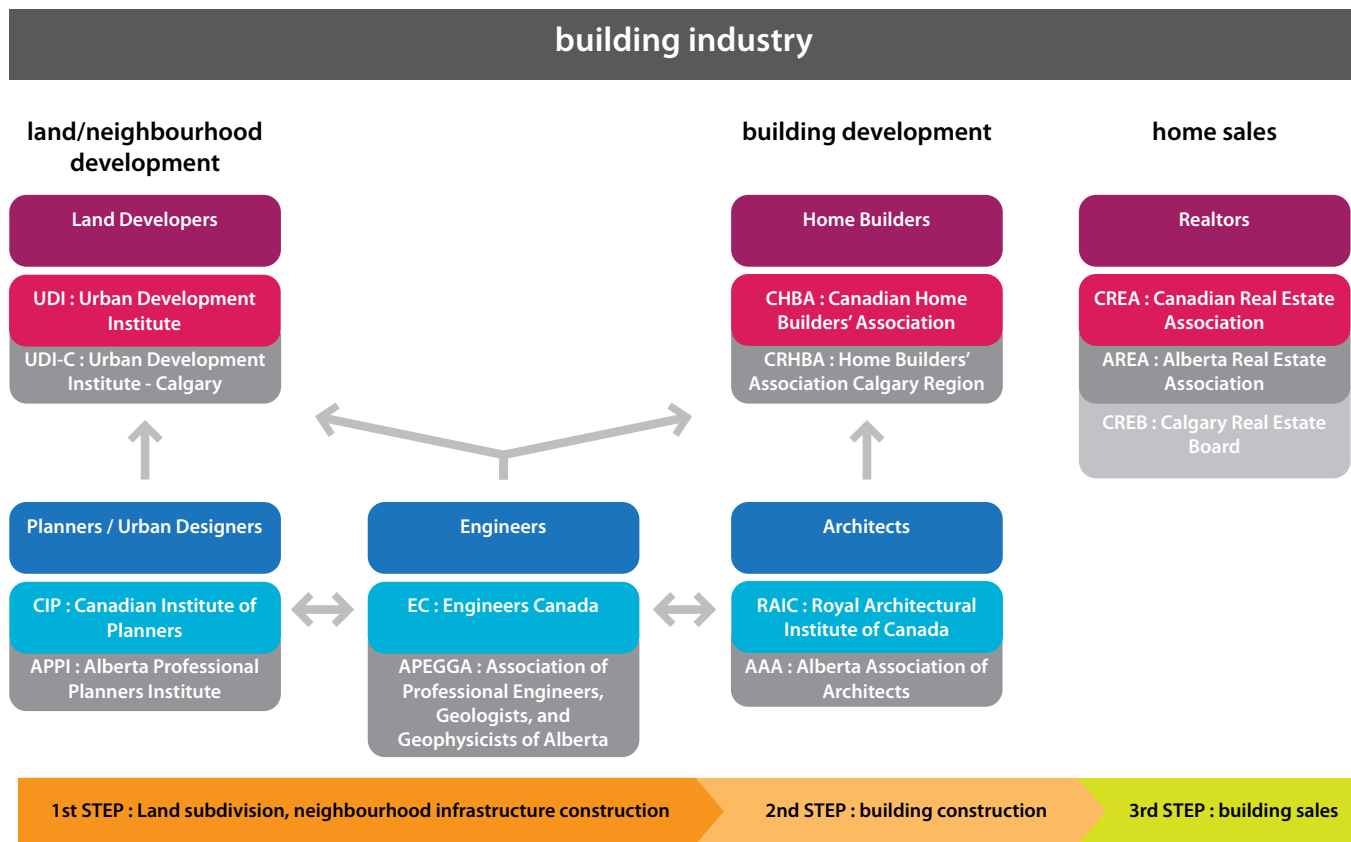 building industry
land/neighbourhood
development
building development
home sales
Land Developers
Home Builders
Realtors
UDI : Urban Development
Institute
CHBA : Canadian Home
Builders’ Association
CREA : Canadian Real Estate
Association
UDI-C : Urban Development
Institute - Calgary
CRHBA : Home Builders’
Association Calgary Region
AREA : Alberta Real Estate
Association
CREB : Calgary Real Estate
Board
Planners / Urban Designers
Engineers
Architects
CIP : Canadian Institute of
Planners
EC : Engineers Canada
RAIC : Royal Architectural
Institute of Canada
APPI : Alberta Professional
Planners Institute
APEGGA : Association of
Professional Engineers,
Geologists, and
Geophysicists of Alberta
AAA : Alberta Association of
Architects
1st STEP : Land subdivision, neighbourhood infrastructure construction
2nd STEP : building construction
3rd STEP : building sales